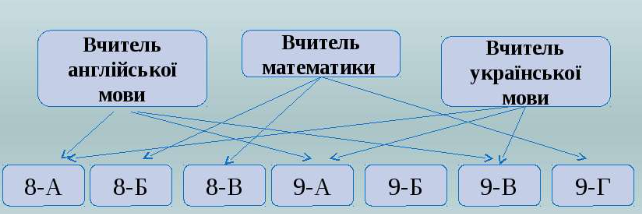 Вчитель
англійської
мови
Вчитель
математики
Вчитель
української
мови
8-А
8-Б
8-В
9-А
9-Б
9-В
9-Г